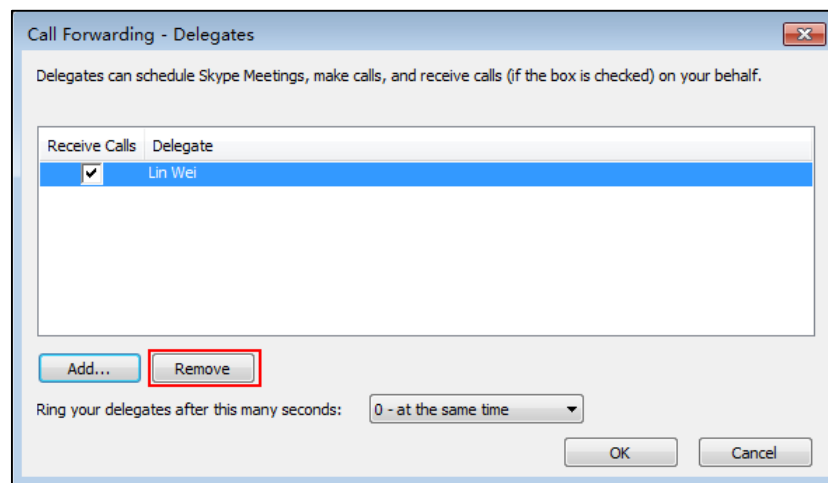 Call Forwarding - Delegates
Delegates can schedule Skype Meetings, make calls, and receive calls (if the box is checked) on your behalf.
Receive Calls Delegate
Lin Wei
Add... Remove
Ring your delegates after this many seconds: 0 - at the same time
OK Cancel